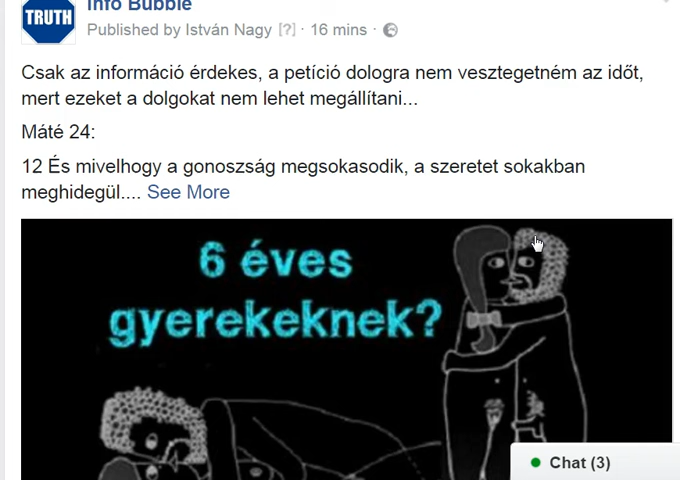 TRUTH
Info Bubble
Published by István Nagy [?] · 16 mins ·
Csak az információ érdekes, a petíció dologra nem vesztegetném az időt,
mert ezeket a dolgokat nem lehet megállítani...
Máté 24:
12 És mivelhogy a gonoszság megsokasodik, a szeretet sokakban
meghidegül.... See More
6 éves
gyerekeknek?
Chat (3)